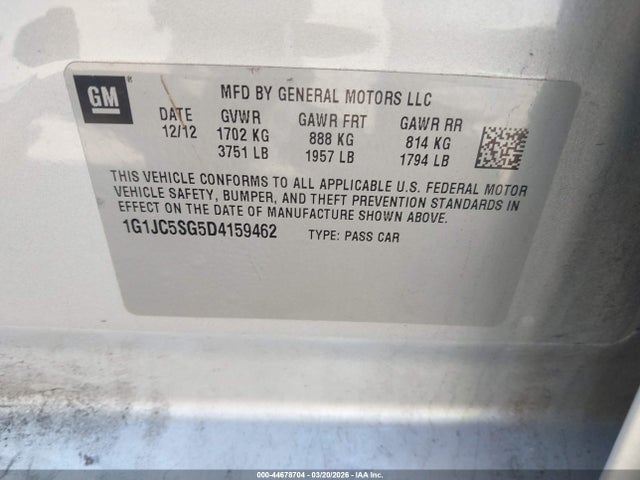 GM
MFD BY GENERAL MOTORS LLC
DATE GVWR GAWR FRT GAWR RR
12/12 1702 KG 888 KG 814 KG
3751 LB 1957 LB 1794 LB
THIS VEHICLE CONFORMS TO ALL APPLICABLE U.S. FEDERAL MOTOR
VEHICLE SAFETY, BUMPER, AND THEFT PREVENTION STANDARDS IN
EFFECT ON THE DATE OF MANUFACTURE SHOWN ABOVE.
1G1JC5SG5D4159462 TYPE: PASS CAR
000-44678704 | 03/20/2026 - IAA Inc.